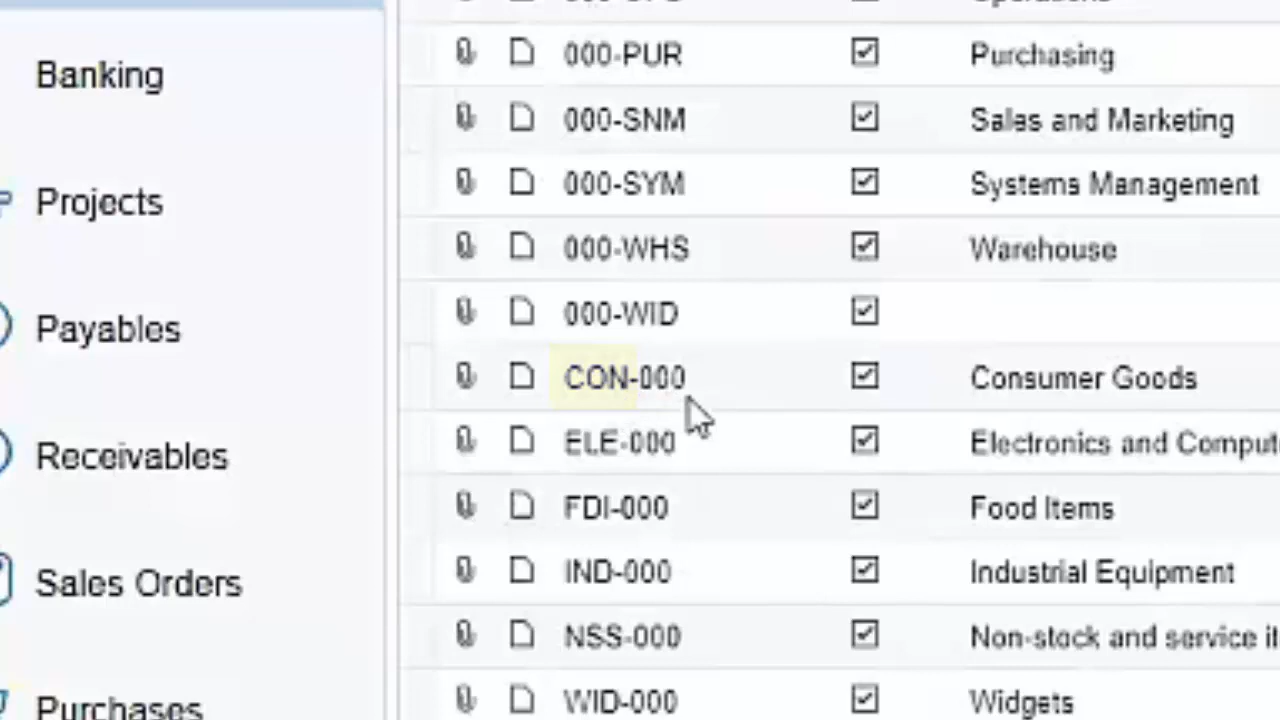 Banking
Projects
Payables
Receivables
Sales Orders
Purchases
000-PUR Purchasing
000-SNM Sales and Marketing
000-SYM Systems Management
000-WHS Warehouse
000-WID
CON-000 Consumer Goods
ELE-000 Electronics and Comput
FDI-000 Food Items
IND-000 Industrial Equipment
NSS-000 Non-stock and service it
WID-000 Widgets